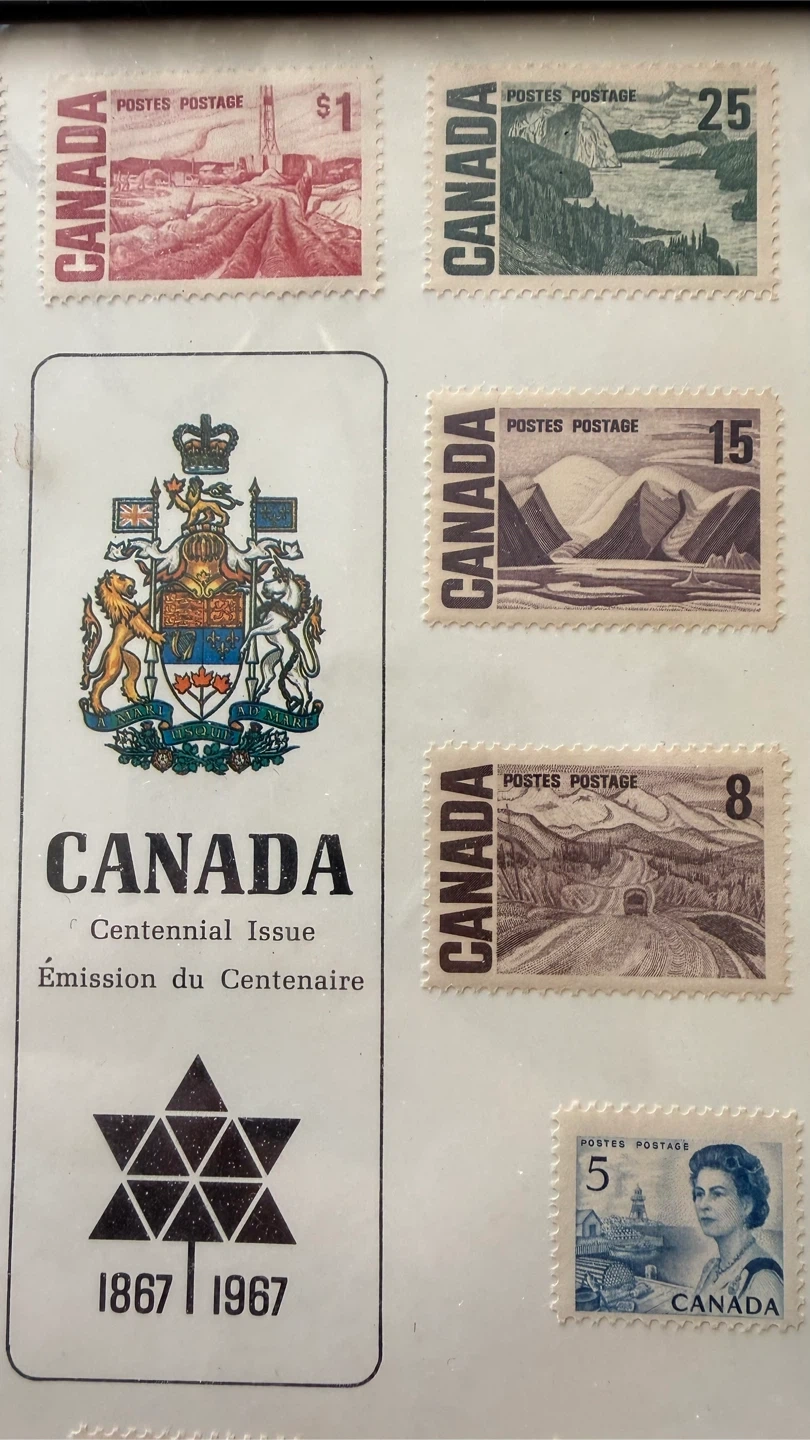 CANADA
POSTES POSTAGE
$1
CANADA
POSTES POSTAGE
25
CANADA
POSTES POSTAGE
15
CANADA
POSTES POSTAGE
8
POSTES POSTAGE
5
CANADA
A MARI USQUE AD MARE
CANADA
Centennial Issue
Émission du Centenaire
1867 1967